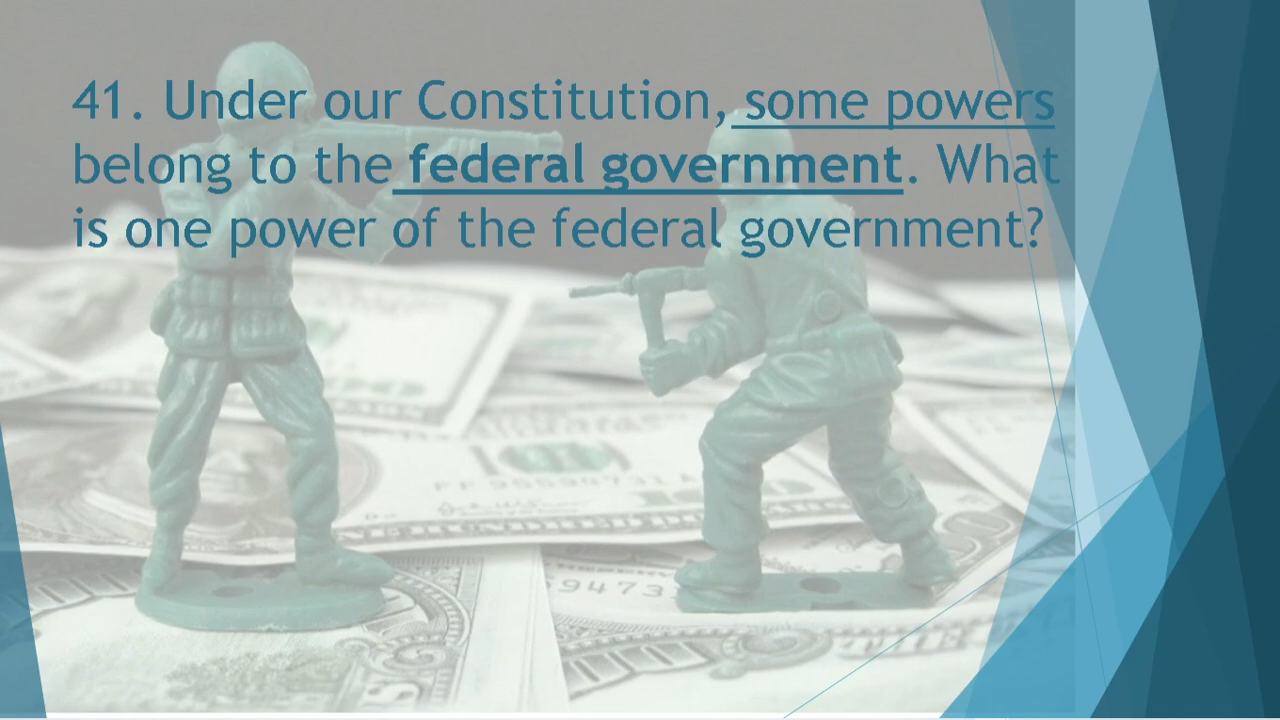 41. Under our Constitution, some powers
belong to the federal government. What
is one power of the federal government?